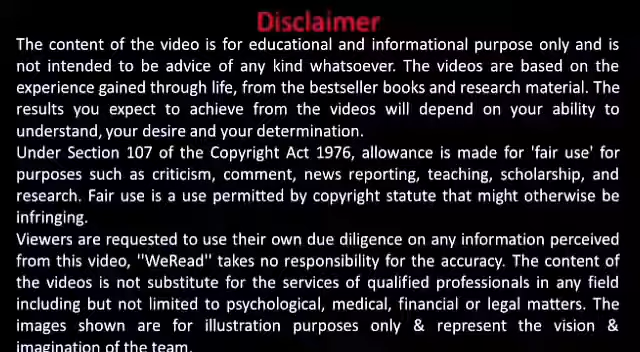 Disclaimer
The content of the video is for educational and informational purpose only and is
not intended to be advice of any kind whatsoever. The videos are based on the
experience gained through life, from the bestseller books and research material. The
results you expect to achieve from the videos will depend on your ability to
understand, your desire and your determination.
Under Section 107 of the Copyright Act 1976, allowance is made for 'fair use' for
purposes such as criticism, comment, news reporting, teaching, scholarship, and
research. Fair use is a use permitted by copyright statute that might otherwise be
infringing.
Viewers are requested to use their own due diligence on any information perceived
from this video, "WeRead" takes no responsibility for the accuracy. The content of
the videos is not substitute for the services of qualified professionals in any field
including but not limited to psychological, medical, financial or legal matters. The
images shown are for illustration purposes only & represent the vision &
imagination of the team.